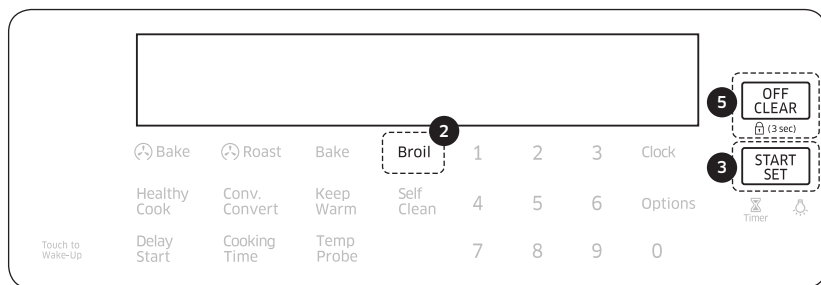 5 OFF
CLEAR
(3 sec)
2
Bake Roast Bake Broil 1 2 3 Clock
3 START
SET
Healthy
Cook
Conv.
Convert
Keep
Warm
Self
Clean
4 5 6 Options
Timer
Touch to
Wake-Up
Delay
Start
Cooking
Time
Temp
Probe
7 8 9 0